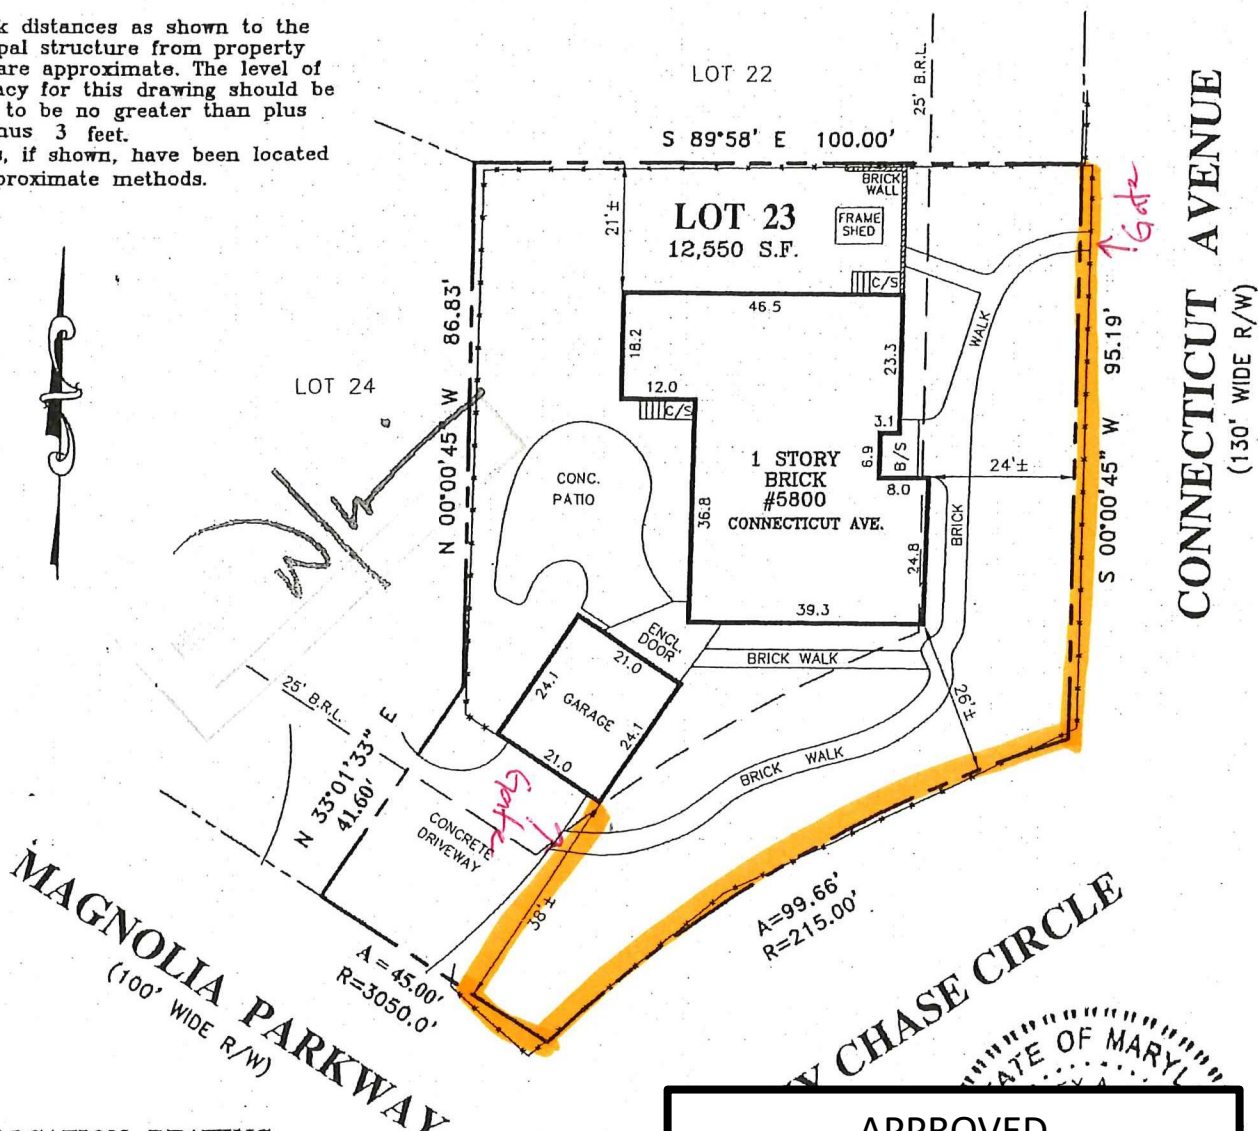 k distances as shown to the
pal structure from property
are approximate. The level of
acy for this drawing should be
to be no greater than plus
nus 3 feet.
s, if shown, have been located
proximate methods.
LOT 22
25' B.R.L.
S 89°58' E 100.00'
BRICK
WALL
FRAME
SHED
LOT 23
12,550 S.F.
21'±
Gate
CONNECTICUT AVENUE
(130' WIDE R/W)
C/S
46.5
86.83'
N 00°00'45" W
18.2
23.3
WALK
95.19'
S 00°00'45" W
LOT 24
12.0
C/S
3.1
6.9
B/S
8.0
24'±
1 STORY
BRICK
#5800
CONNECTICUT AVE.
CONC.
PATIO
36.8
BRICK
24.8
39.3
ENCL.
DOOR
BRICK WALK
21.0
24.1
GARAGE
24.1
21.0
26'±
25' B.R.L.
N 33°01'33" E
41.60'
BRICK WALK
Gate
CONCRETE
DRIVEWAY
38'±
A=99.66'
R=215.00'
A=45.00'
R=3050.0'
MAGNOLIA PARKWAY
(100' WIDE R/W)
Y CHASE CIRCLE
ATE OF MARYL
APPROVED